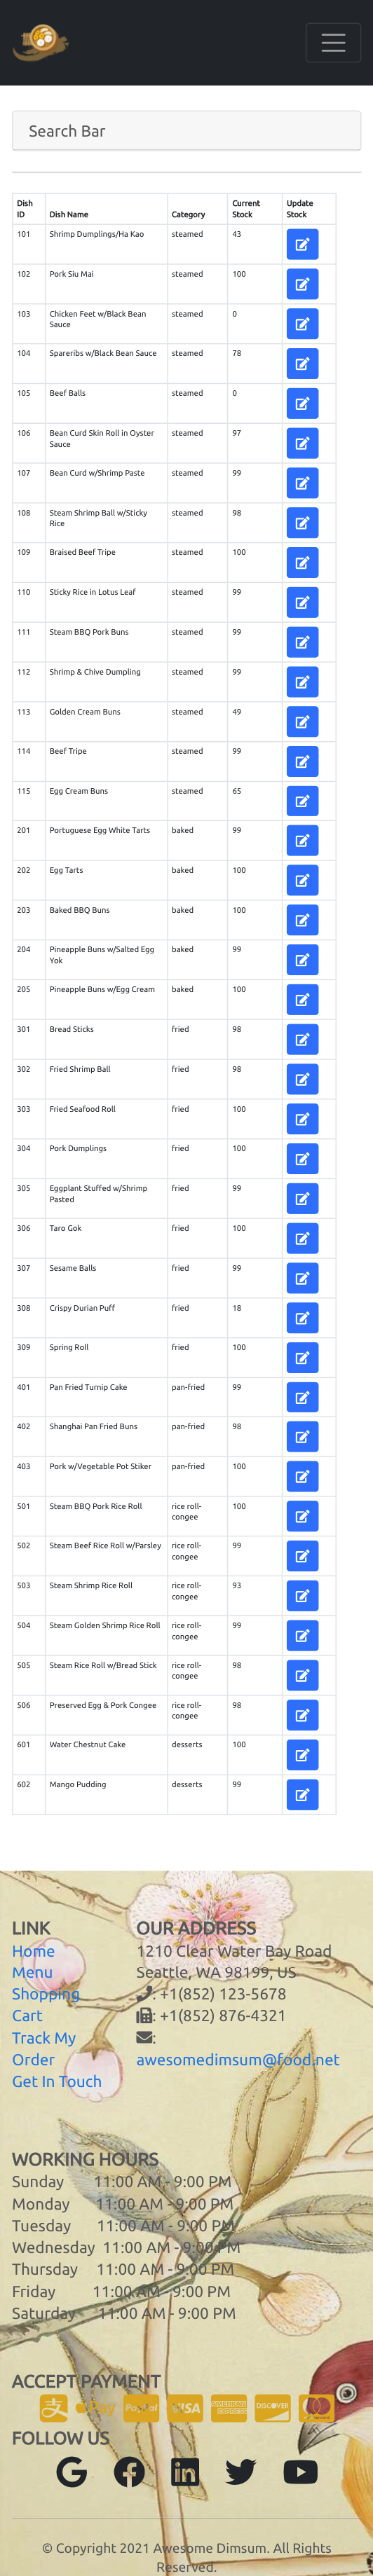 Search Bar
Dish ID Dish Name Category Current Stock Update Stock
101 Shrimp Dumplings/Ha Kao steamed 43
102 Pork Siu Mai steamed 100
103 Chicken Feet w/Black Bean Sauce steamed 0
104 Spareribs w/Black Bean Sauce steamed 78
105 Beef Balls steamed 0
106 Bean Curd Skin Roll in Oyster Sauce steamed 97
107 Bean Curd w/Shrimp Paste steamed 99
108 Steam Shrimp Ball w/Sticky Rice steamed 98
109 Braised Beef Tripe steamed 100
110 Sticky Rice in Lotus Leaf steamed 99
111 Steam BBQ Pork Buns steamed 99
112 Shrimp & Chive Dumpling steamed 99
113 Golden Cream Buns steamed 49
114 Beef Tripe steamed 99
115 Egg Cream Buns steamed 65
201 Portuguese Egg White Tarts baked 99
202 Egg Tarts baked 100
203 Baked BBQ Buns baked 100
204 Pineapple Buns w/Salted Egg Yok baked 99
205 Pineapple Buns w/Egg Cream baked 100
301 Bread Sticks fried 98
302 Fried Shrimp Ball fried 98
303 Fried Seafood Roll fried 100
304 Pork Dumplings fried 100
305 Eggplant Stuffed w/Shrimp Pasted fried 99
306 Taro Gok fried 100
307 Sesame Balls fried 99
308 Crispy Durian Puff fried 18
309 Spring Roll fried 100
401 Pan Fried Turnip Cake pan-fried 99
402 Shanghai Pan Fried Buns pan-fried 98
403 Pork w/Vegetable Pot Stiker pan-fried 100
501 Steam BBQ Pork Rice Roll rice roll-congee 100
502 Steam Beef Rice Roll w/Parsley rice roll-congee 99
503 Steam Shrimp Rice Roll rice roll-congee 93
504 Steam Golden Shrimp Rice Roll rice roll-congee 99
505 Steam Rice Roll w/Bread Stick rice roll-congee 98
506 Preserved Egg & Pork Congee rice roll-congee 98
601 Water Chestnut Cake desserts 100
602 Mango Pudding desserts 99
LINK
Home
Menu
Shopping
Cart
Track My
Order
Get In Touch
OUR ADDRESS
1210 Clear Water Bay Road
Seattle, WA 98199, US
: +1(852) 123-5678
: +1(852) 876-4321
:
awesomedimsum@food.net
WORKING HOURS
Sunday 11:00 AM - 9:00 PM
Monday 11:00 AM - 9:00 PM
Tuesday 11:00 AM - 9:00 PM
Wednesday 11:00 AM - 9:00 PM
Thursday 11:00 AM - 9:00 PM
Friday 11:00 AM - 9:00 PM
Saturday 11:00 AM - 9:00 PM
ACCEPT PAYMENT
支 Pay PayPal VISA AMERICAN EXPRESS DISCOVER
FOLLOW US
© Copyright 2021 Awesome Dimsum. All Rights
Reserved.